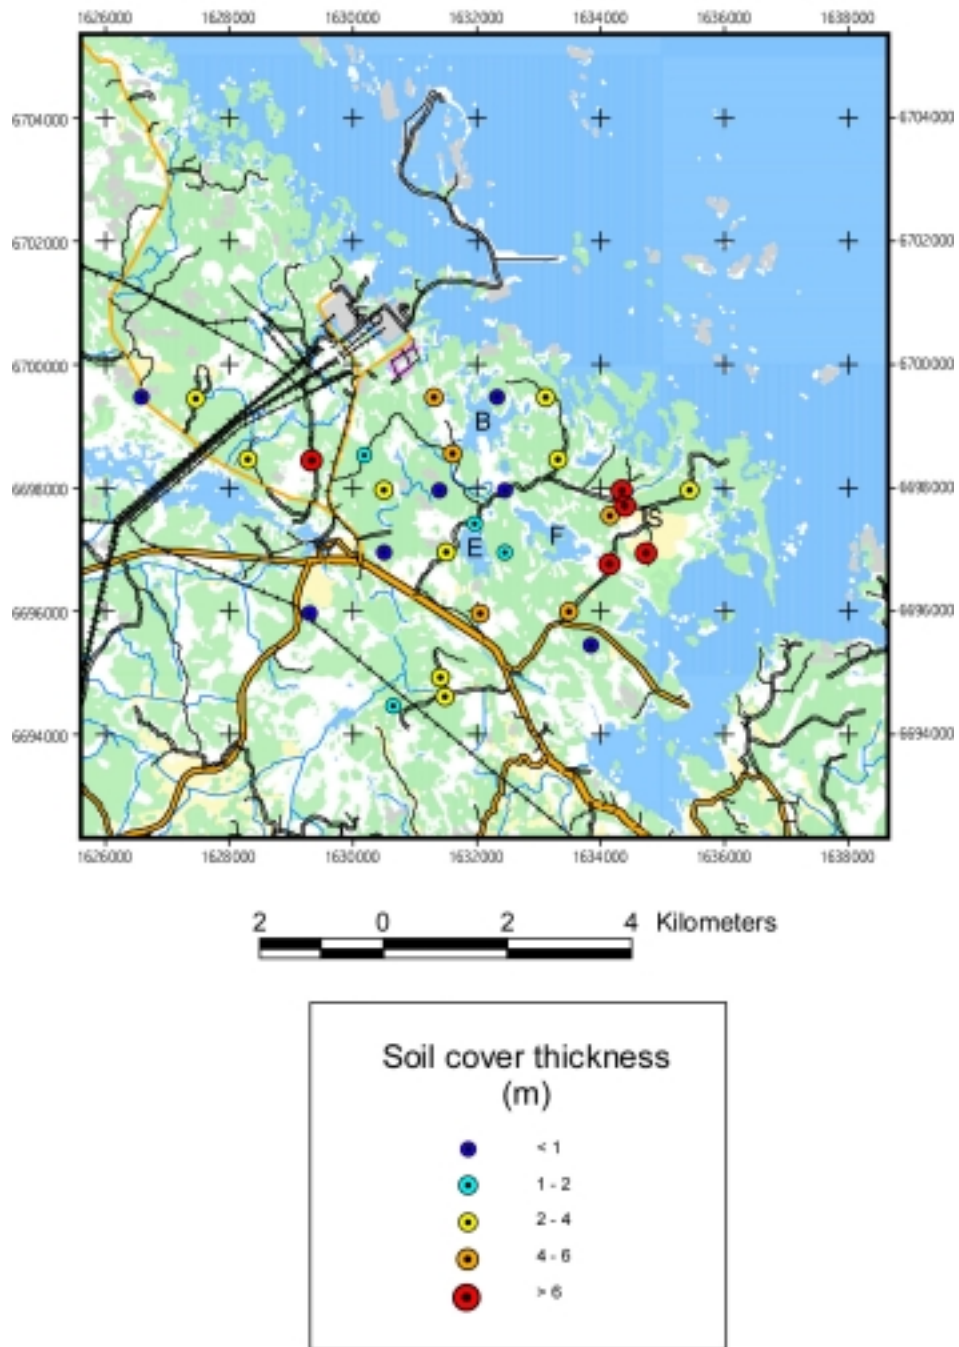 1626000 1628000 1630000 1632000 1634000 1636000 1638000
6704000 6704000
6702000 6702000
6700000 6700000
B
6698000 6698000
E F
6696000 6696000
6694000 6694000
1626000 1628000 1630000 1632000 1634000 1636000 1638000
2 0 2 4 Kilometers
Soil cover thickness
(m)
< 1
1 - 2
2 - 4
4 - 6
> 6